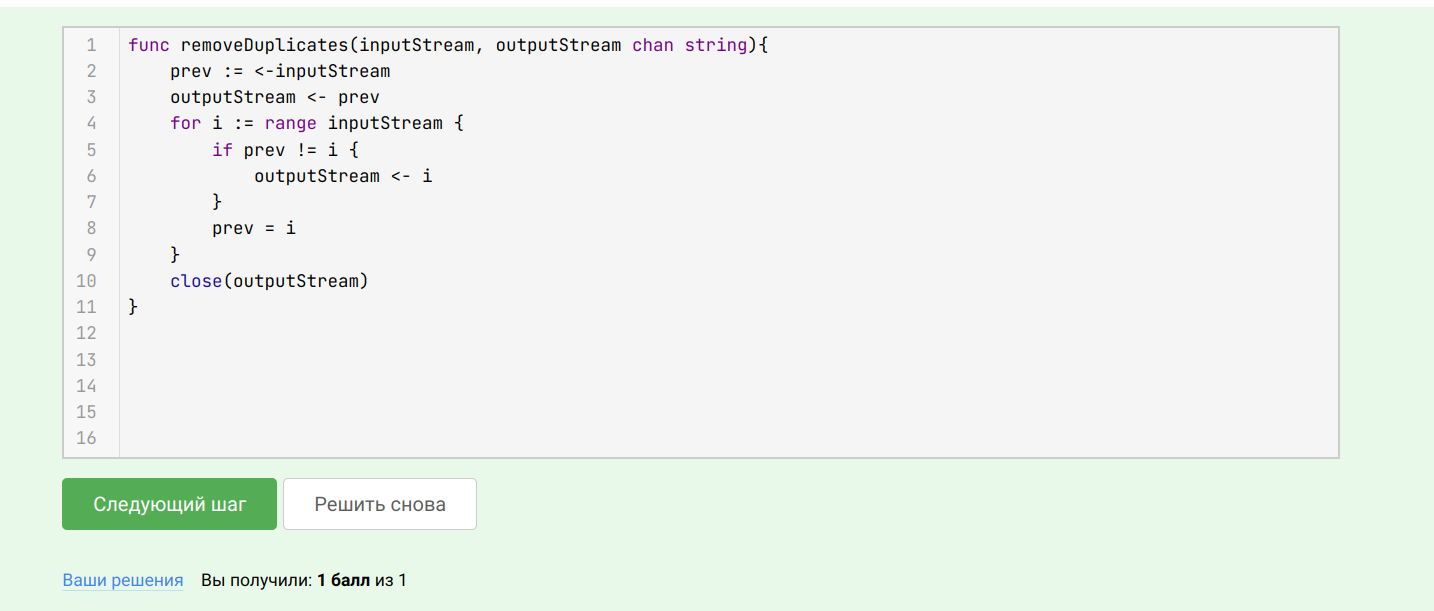 1 func removeDuplicates(inputStream, outputStream chan string){
2     prev := <-inputStream
3     outputStream <- prev
4     for i := range inputStream {
5         if prev != i {
6             outputStream <- i
7         }
8         prev = i
9     }
10     close(outputStream)
11 }
12
13
14
15
16
Следующий шаг Решить снова
Ваши решения Вы получили: 1 балл из 1